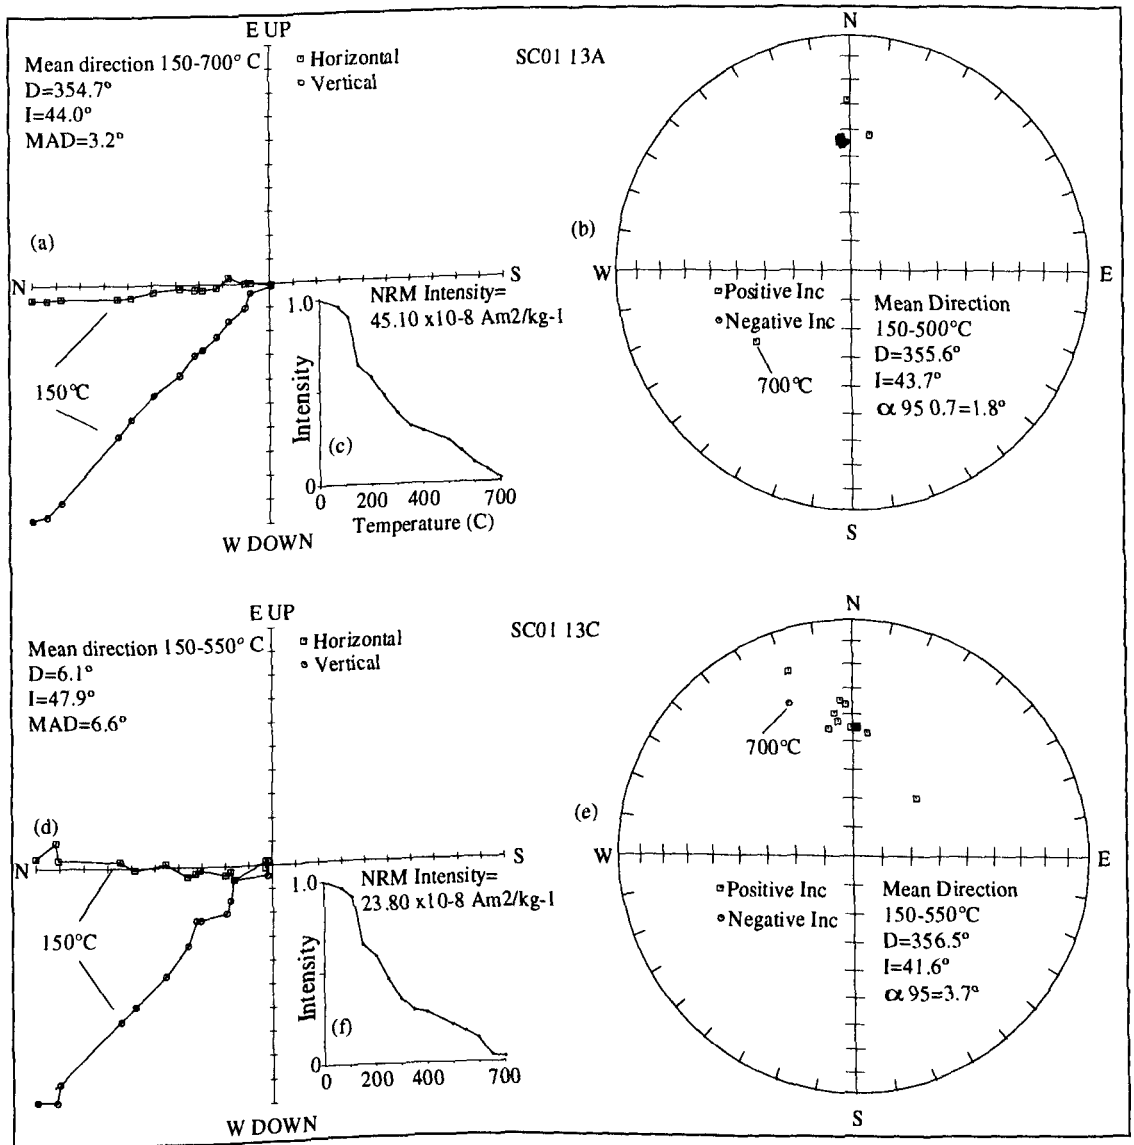 E UP
Mean direction 150-700° C
D=354.7°
I=44.0°
MAD=3.2°
Horizontal
Vertical
SC01 13A
(a)
N
S
150°C
W DOWN
NRM Intensity=
45.10 x10-8 Am2/kg-1
1.0
Intensity
(c)
0
0 200 400 700
Temperature (C)
N
(b)
W
E
Positive Inc
Negative Inc
700°C
Mean Direction
150-500°C
D=355.6°
I=43.7°
α 95 0.7=1.8°
S
E UP
Mean direction 150-550° C
D=6.1°
I=47.9°
MAD=6.6°
Horizontal
Vertical
SC01 13C
(d)
N
S
150°C
W DOWN
NRM Intensity=
23.80 x10-8 Am2/kg-1
1.0
Intensity
(f)
0
0 200 400 700
N
700°C
(e)
W
E
Positive Inc
Negative Inc
Mean Direction
150-550°C
D=356.5°
I=41.6°
α 95=3.7°
S